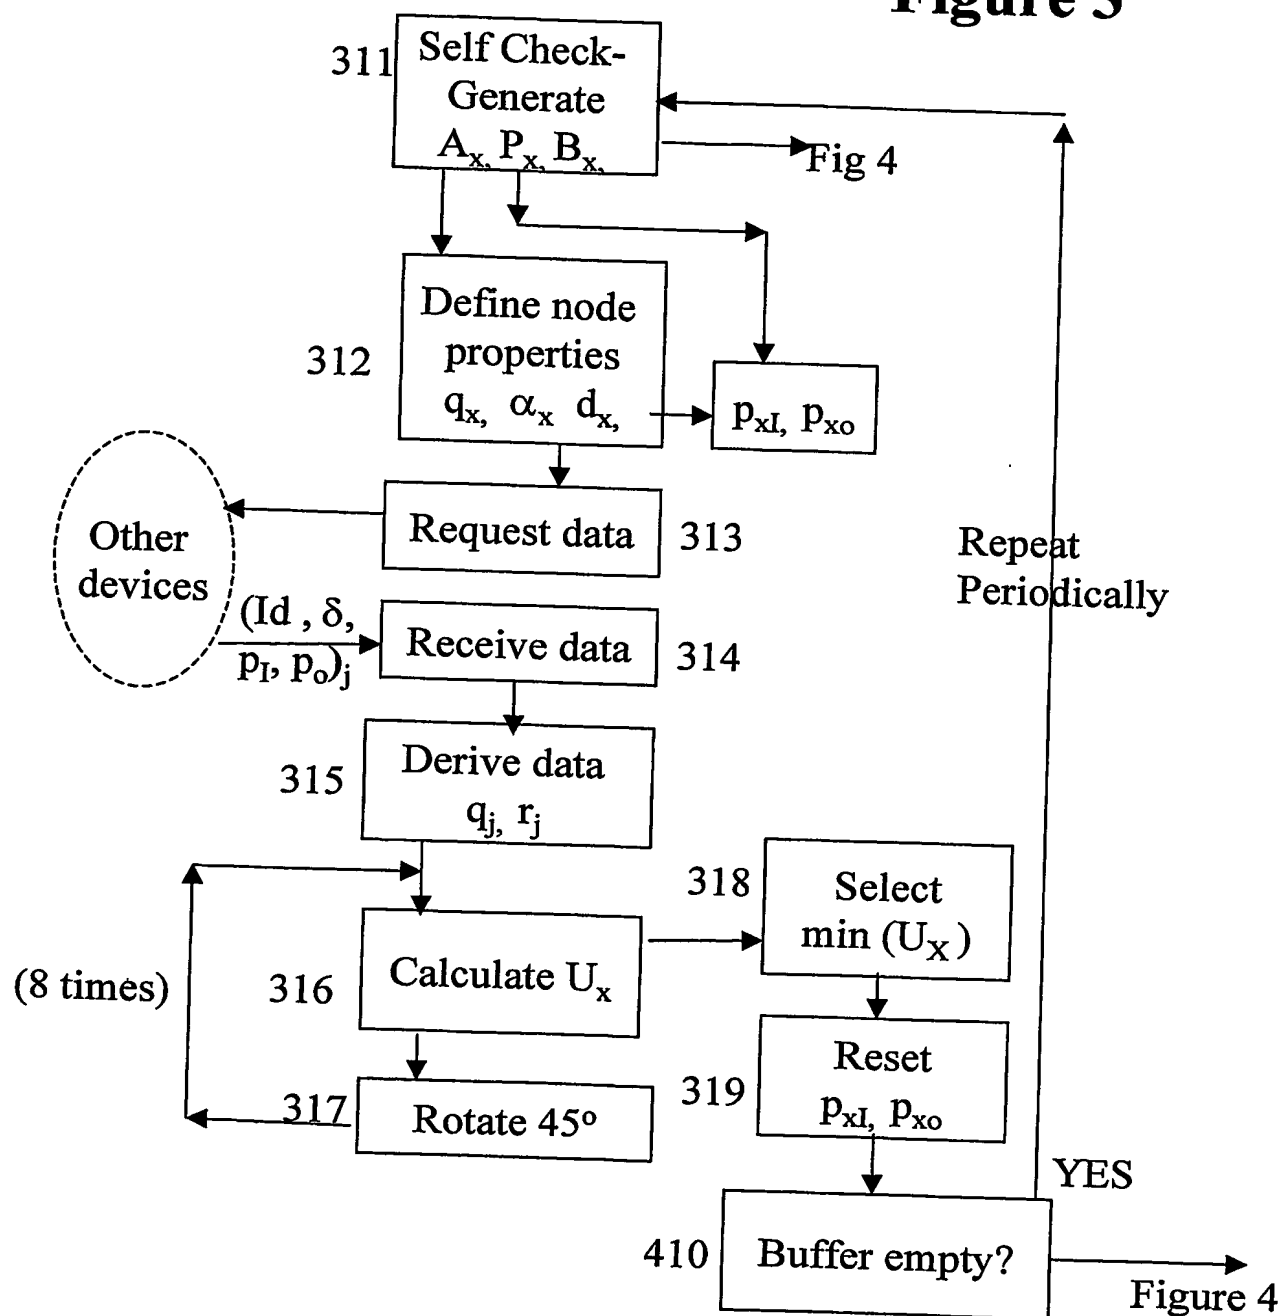 Figure 3
311
Self Check-
Generate
Ax, Px, Bx,
Fig 4
312
Define node
properties
qx, αx dx,
pxI, pxo
Other
devices
Request data
313
Repeat
Periodically
(Id , δ,
pI, po)j
Receive data
314
315
Derive data
qj, rj
318
Select
min (UX)
(8 times)
316
Calculate Ux
319
Reset
pxI, pxo
317
Rotate 45º
YES
410
Buffer empty?
Figure 4